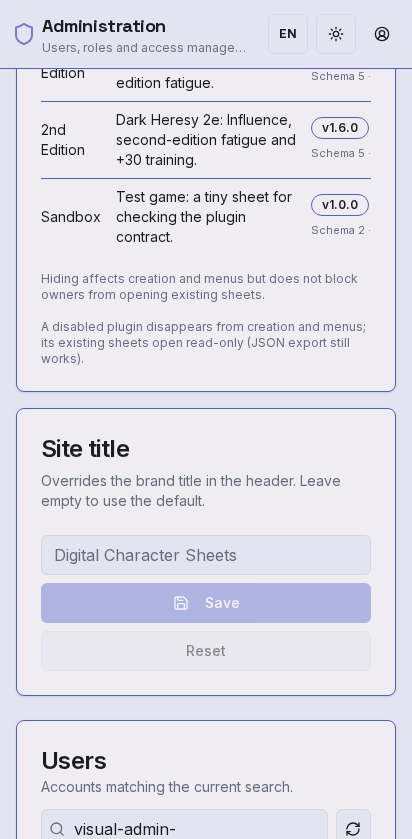 Administration
Users, roles and access manage…
EN
Edition
edition fatigue.
Schema 5 ·
2nd Edition
Dark Heresy 2e: Influence,
second-edition fatigue and
+30 training.
v1.6.0
Schema 5 ·
Sandbox
Test game: a tiny sheet for
checking the plugin
contract.
v1.0.0
Schema 2 ·
Hiding affects creation and menus but does not block
owners from opening existing sheets.
A disabled plugin disappears from creation and menus;
its existing sheets open read-only (JSON export still
works).
Site title
Overrides the brand title in the header. Leave
empty to use the default.
Digital Character Sheets
Save
Reset
Users
Accounts matching the current search.
visual-admin-